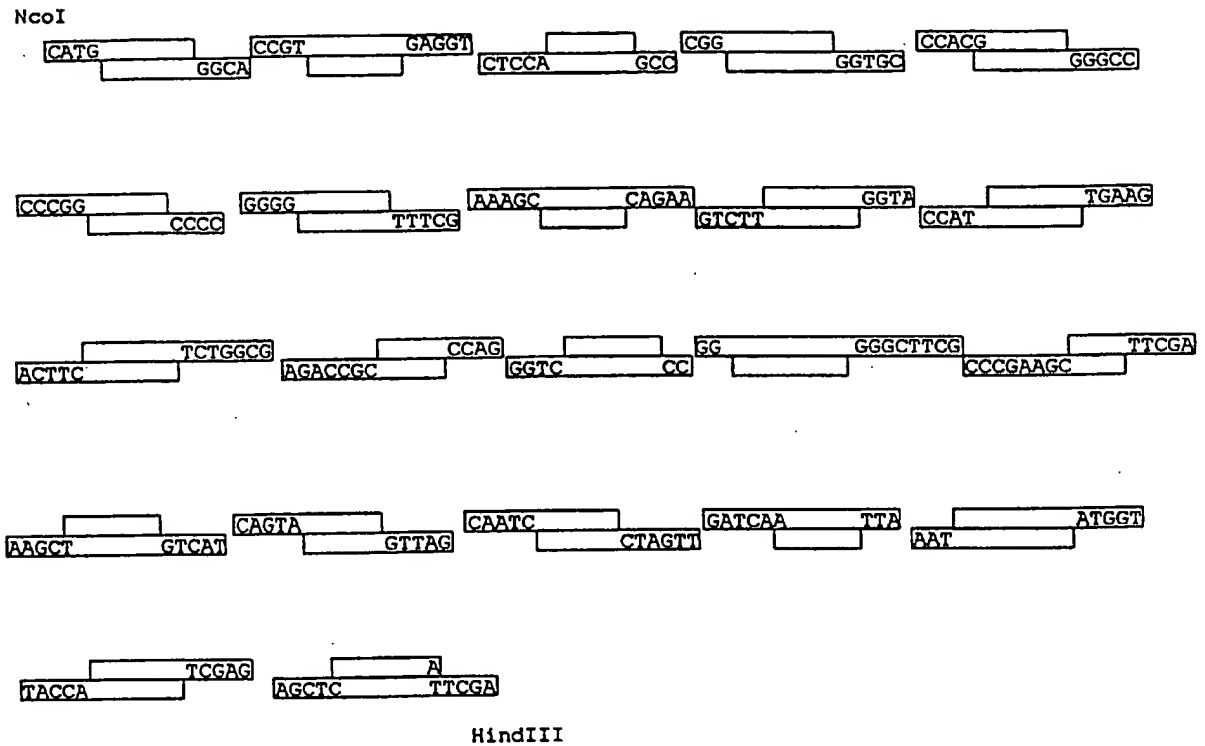 NcoI
CATG CCGT GAGGT CGG CCACG
GGCA CTCCA GCC GGTGC GGGCC
CCCGG GGGG AAAGC CAGAA GGTA TGAAG
CCCC TTTCG GTCTT CCAT
TCTGGCG CCAG GG GGGCTTCG TTCGA
ACTTC AGACCGC GGTC CC CCCGAAGC
CAGTA CAATC GATCAA TTA ATGGT
AAGCT GTCAT GTTAG CTAGTT AAT
TCGAG A
TACCA AGCTC TTCGA
HindIII